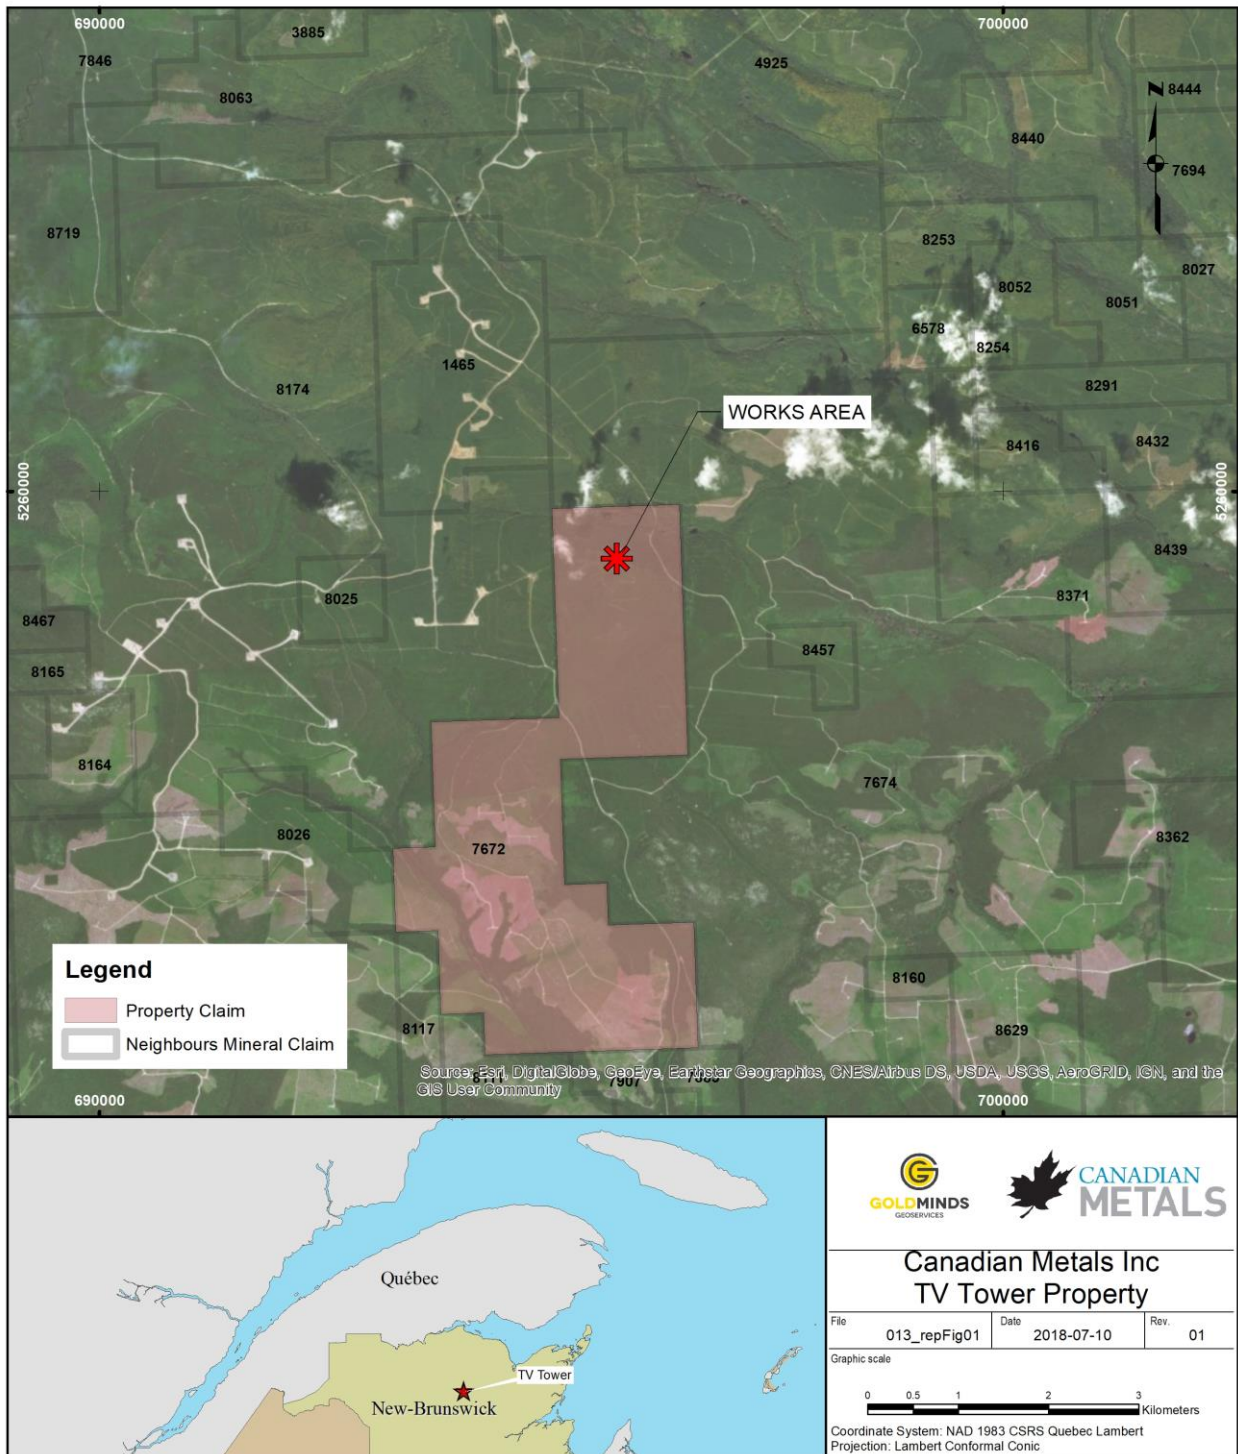 690000
700000
3885
7846
4925
8063
N
8444
8440
7694
8719
8253
8027
8052
8051
6578
8254
1465
8174
8291
WORKS AREA
8416
8432
5260000
5260000
8439
8025
8371
8467
8457
8165
8164
7674
8026
8362
7672
Legend
Property Claim
Neighbours Mineral Claim
8160
8117
8629
8111
7907
Source: Esri, DigitalGlobe, GeoEye, Earthstar Geographics, CNES/Airbus DS, USDA, USGS, AeroGRID, IGN, and the
GIS User Community
690000
700000
Québec
TV Tower
New-Brunswick
G
GOLDMINDS
GEOSERVICES
CANADIAN
METALS
Canadian Metals Inc
TV Tower Property
File
013_repFig01
Date
2018-07-10
Rev.
01
Graphic scale
0 0.5 1 2 3
Kilometers
Coordinate System: NAD 1983 CSRS Quebec Lambert
Projection: Lambert Conformal Conic